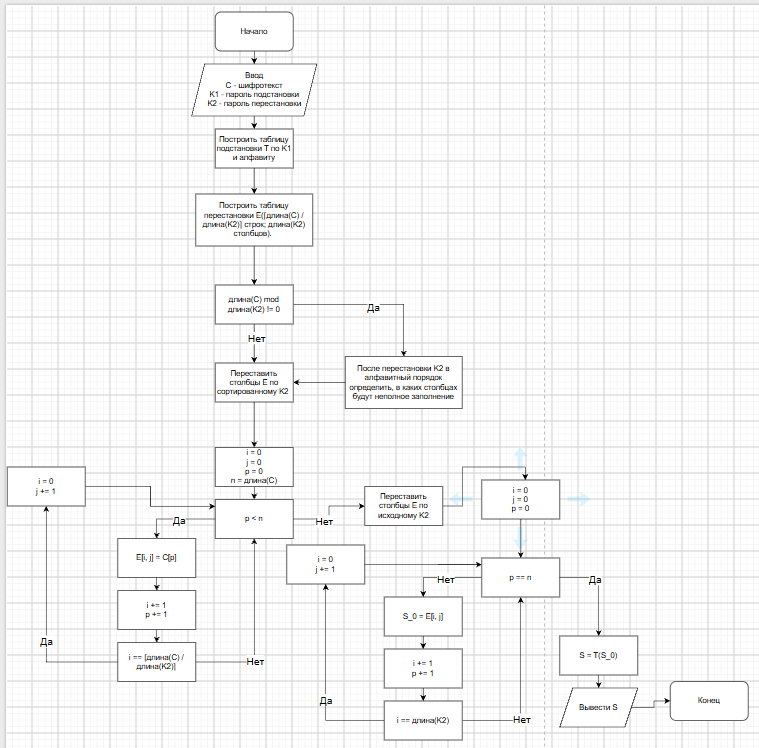 Начало
Ввод
C - шифротекст
K1 - пароль подстановки
K2 - пароль перестановки
Построить таблицу
подстановки T по K1
и алфавиту
Построить таблицу
перестановки E([длина(C) /
длина(K2)] строк; длина(K2)
столбцов).
длина(C) mod
длина(K2) != 0
Да
Нет
После перестановки K2 в
алфавитный порядок
определить, в каких столбцах
будут неполное заполнение
Переставить
столбцы E по
сортированному K2
i = 0
j = 0
p = 0
n = длина(C)
i = 0
j += 1
p < n
Да
Нет
Переставить
столбцы E по
исходному K2
i = 0
j = 0
p = 0
E[i, j] = C[p]
i += 1
p += 1
i == [длина(C) /
длина(K2)]
Да
Нет
i = 0
j += 1
p == n
Нет
Да
S_0 = E[i, j]
i += 1
p += 1
i == длина(K2)
Да
Нет
S = T(S_0)
Вывести S
Конец